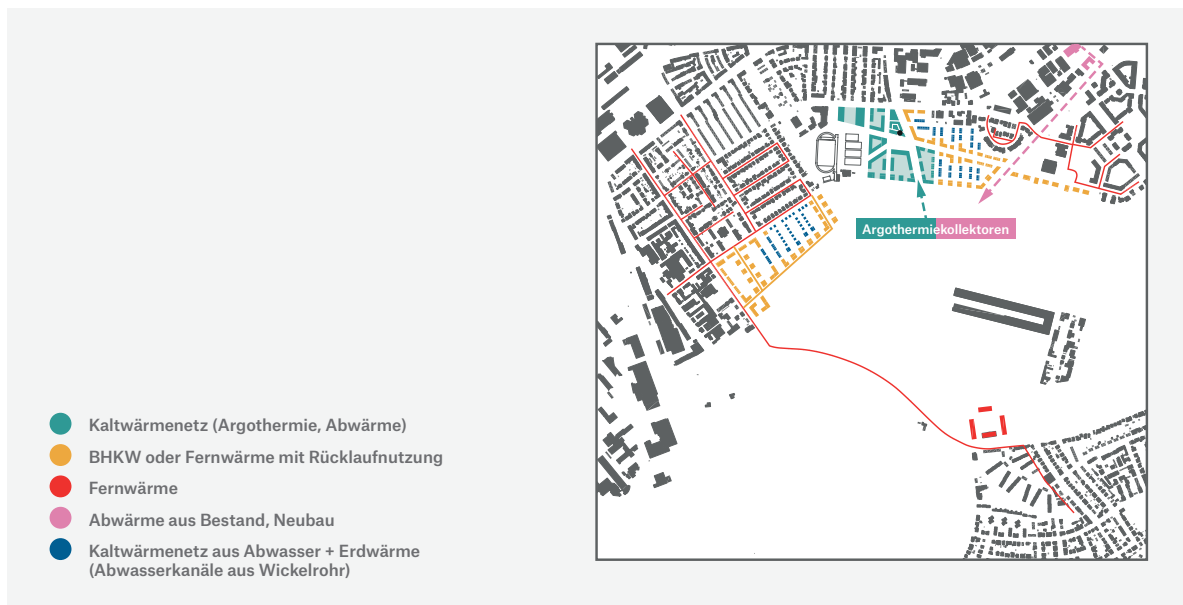 Argothermiekollektoren
Kaltwärmenetz (Argothermie, Abwärme)
BHKW oder Fernwärme mit Rücklaufnutzung
Fernwärme
Abwärme aus Bestand, Neubau
Kaltwärmenetz aus Abwasser + Erdwärme
(Abwasserkanäle aus Wickelrohr)